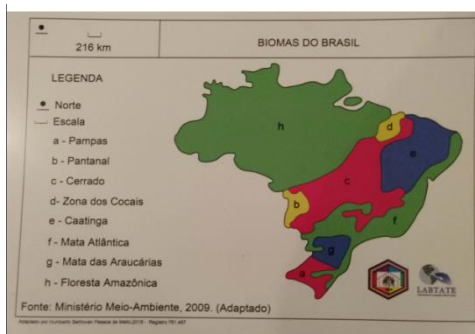 216 km
BIOMAS DO BRASIL
LEGENDA
Norte
Escala
a - Pampas
b - Pantanal
c - Cerrado
d- Zona dos Cocais
e - Caatinga
f - Mata Atlântica
g - Mata das Araucárias
h - Floresta Amazônica
h
d
e
c
b
f
g
a
LABTATE
Fonte: Ministério Meio-Ambiente, 2009. (Adaptado)